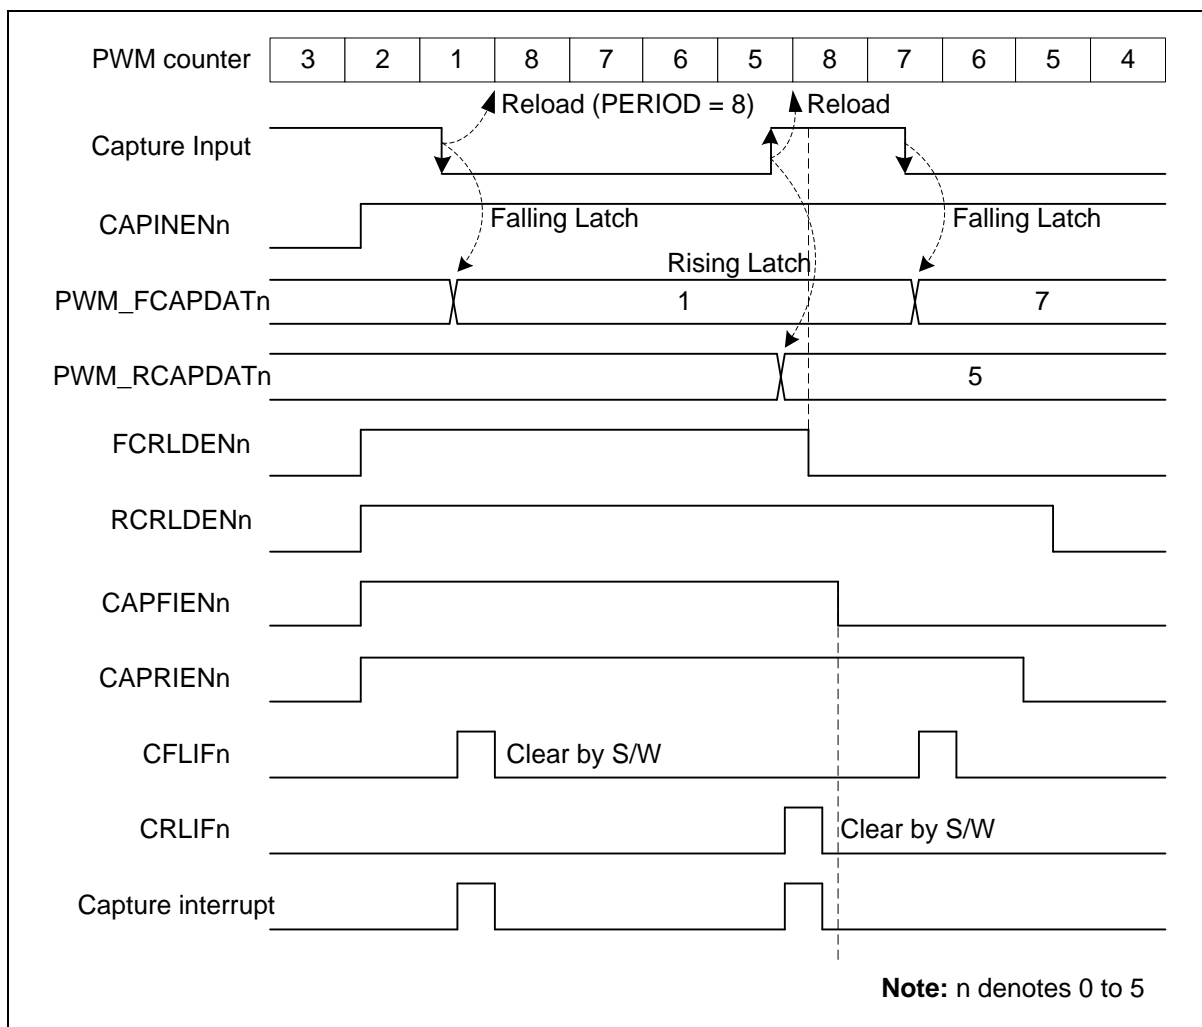 PWM counter 3 2 1 8 7 6 5 8 7 6 5 4
Reload (PERIOD = 8) Reload
Capture Input
CAPINENn Falling Latch Falling Latch
Rising Latch
PWM_FCAPDATn 1 7
PWM_RCAPDATn 5
FCRLDENn
RCRLDENn
CAPFIENn
CAPRIENn
CFLIFn Clear by S/W
CRLIFn Clear by S/W
Capture interrupt
Note: n denotes 0 to 5